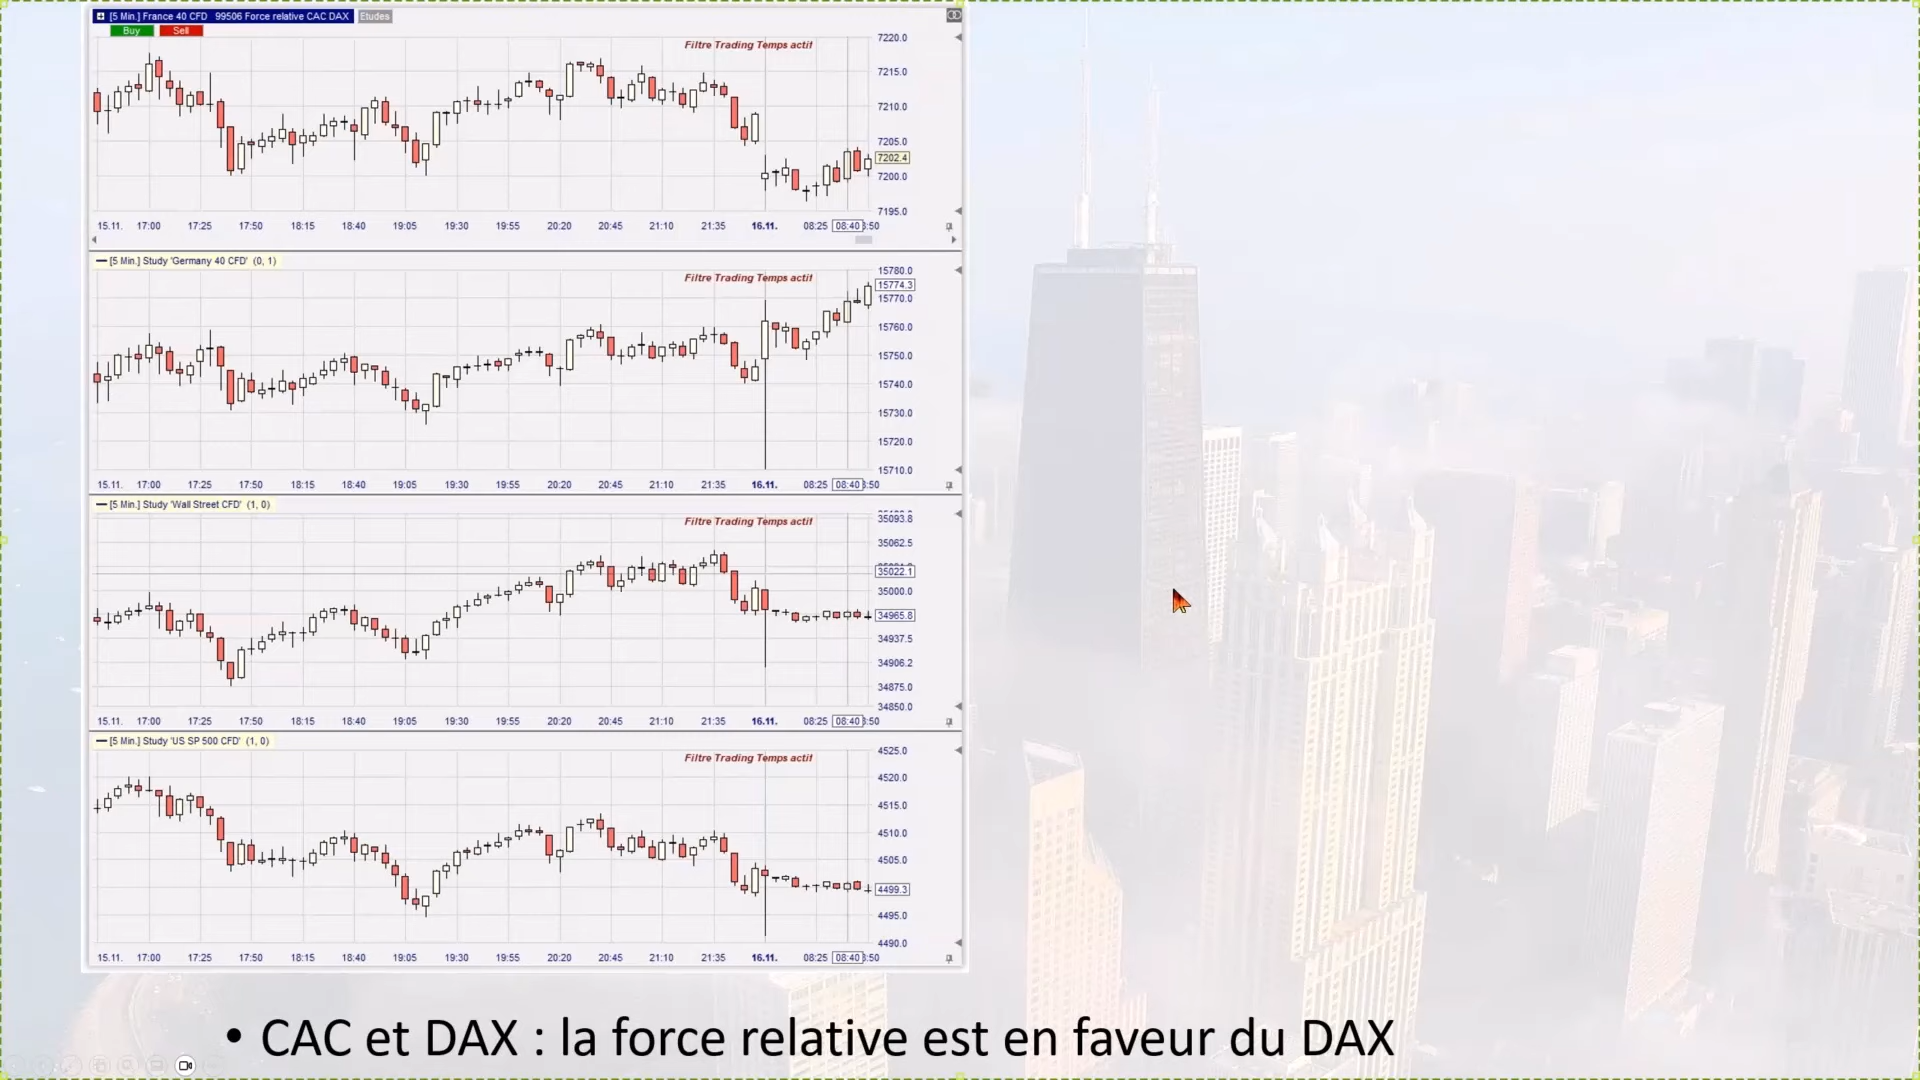 [5 Min.] France 40 CFD 99506 Force relative CAC DAX Etudes
Buy Sell
Filtre Trading Temps actif
7220.0
7215.0
7210.0
7205.0
7202.4
7200.0
7195.0
15.11. 17:00 17:25 17:50 18:15 18:40 19:05 19:30 19:55 20:20 20:45 21:10 21:35 16.11. 08:25 08:40 :50
[5 Min.] Study 'Germany 40 CFD' (0, 1)
Filtre Trading Temps actif
15780.0
15774.3
15770.0
15760.0
15750.0
15740.0
15730.0
15720.0
15710.0
15.11. 17:00 17:25 17:50 18:15 18:40 19:05 19:30 19:55 20:20 20:45 21:10 21:35 16.11. 08:25 08:40 :50
[5 Min.] Study 'Wall Street CFD' (1, 0)
Filtre Trading Temps actif
35093.8
35062.5
35022.1
35000.0
34965.8
34937.5
34906.2
34875.0
34850.0
15.11. 17:00 17:25 17:50 18:15 18:40 19:05 19:30 19:55 20:20 20:45 21:10 21:35 16.11. 08:25 08:40 :50
[5 Min.] Study 'US SP 500 CFD' (1, 0)
Filtre Trading Temps actif
4525.0
4520.0
4515.0
4510.0
4505.0
4499.3
4495.0
4490.0
15.11. 17:00 17:25 17:50 18:15 18:40 19:05 19:30 19:55 20:20 20:45 21:10 21:35 16.11. 08:25 08:40 :50
• CAC et DAX : la force relative est en faveur du DAX